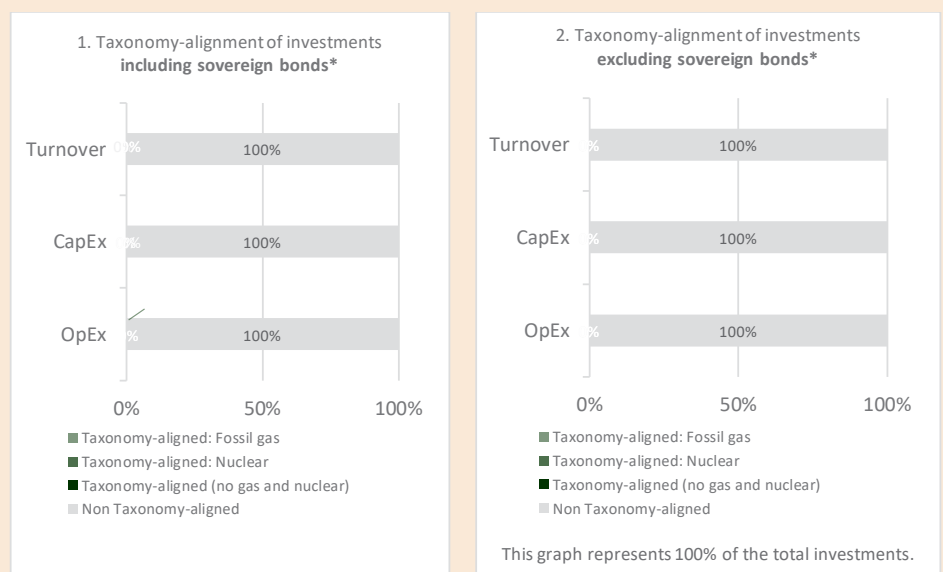 1. Taxonomy-alignment of investments
including sovereign bonds*
Turnover 0% 100%
CapEx 0% 100%
OpEx % 100%
0% 50% 100%
Taxonomy-aligned: Fossil gas
Taxonomy-aligned: Nuclear
Taxonomy-aligned (no gas and nuclear)
Non Taxonomy-aligned
2. Taxonomy-alignment of investments
excluding sovereign bonds*
Turnover % 100%
CapEx % 100%
OpEx % 100%
0% 50% 100%
Taxonomy-aligned: Fossil gas
Taxonomy-aligned: Nuclear
Taxonomy-aligned (no gas and nuclear)
Non Taxonomy-aligned
This graph represents 100% of the total investments.